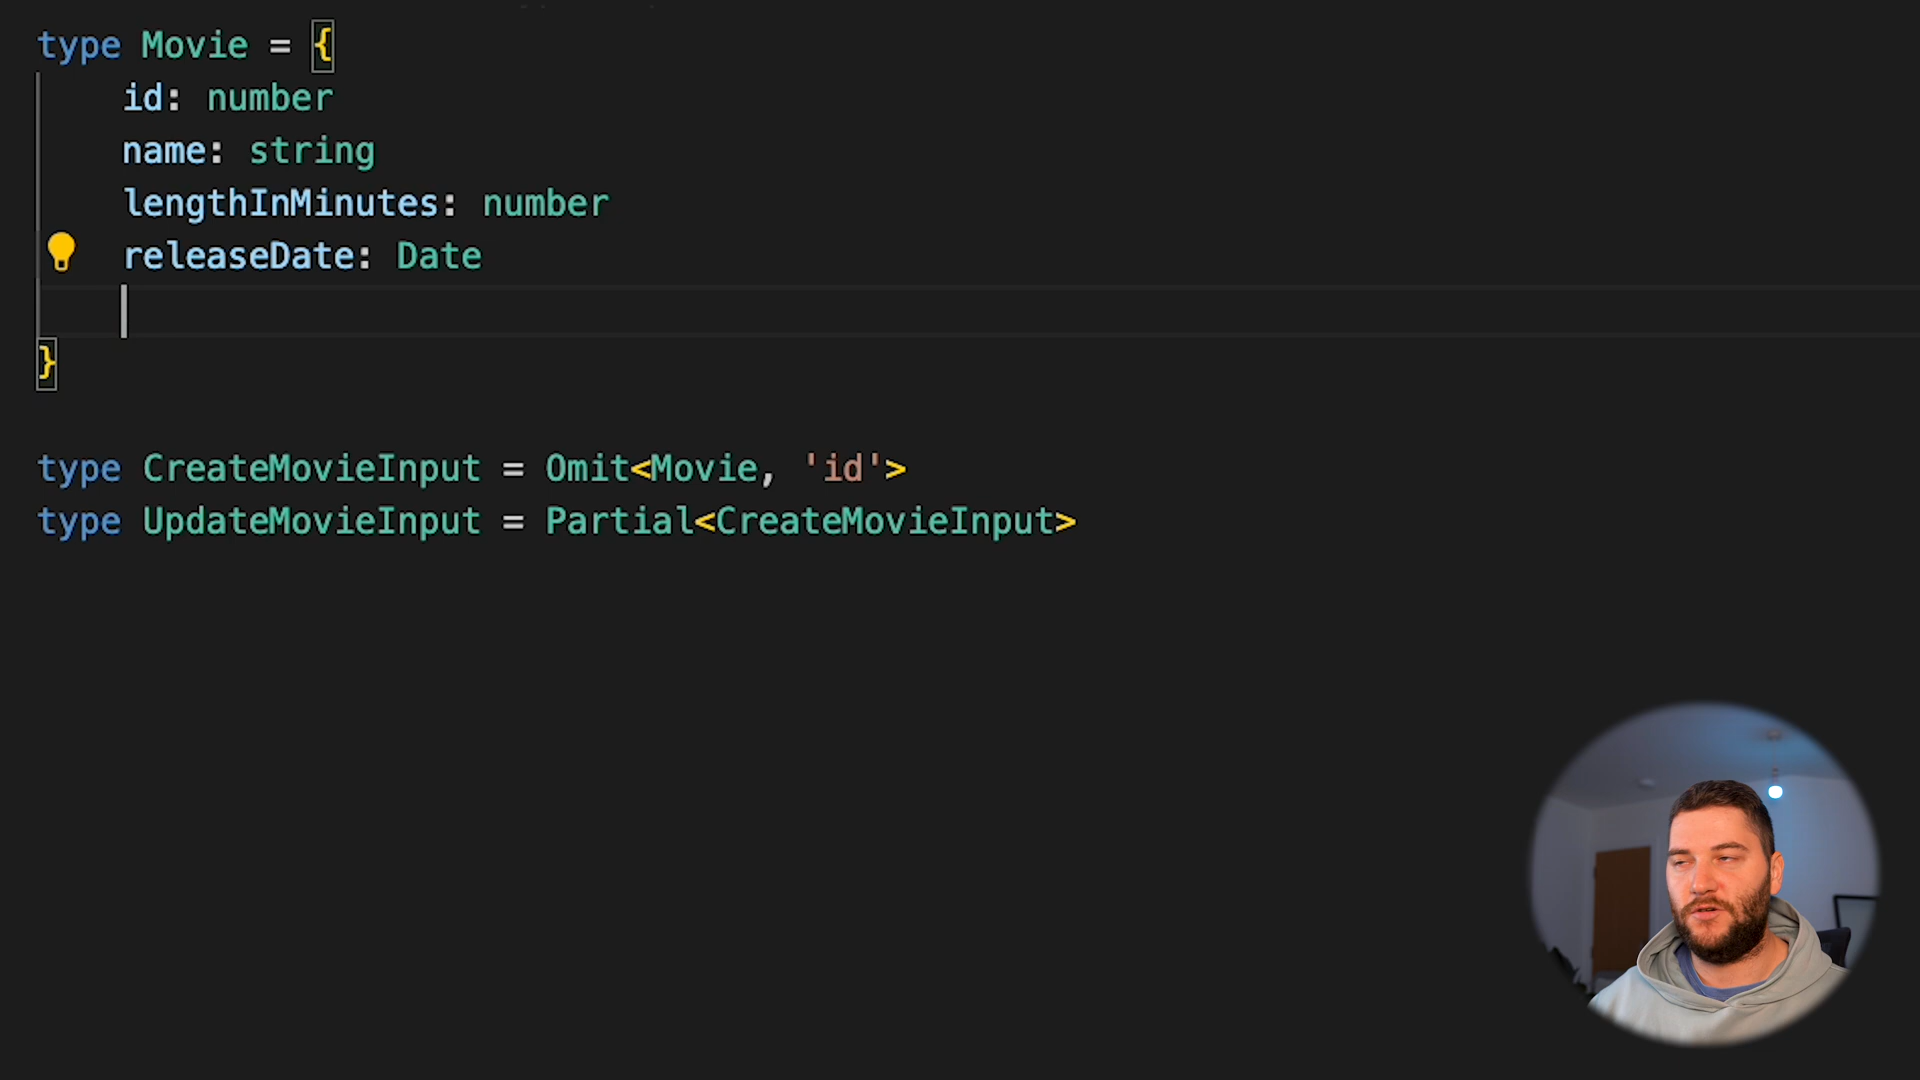 type Movie = {
id: number
name: string
lengthInMinutes: number
releaseDate: Date
}
type CreateMovieInput = Omit<Movie, 'id'>
type UpdateMovieInput = Partial<CreateMovieInput>